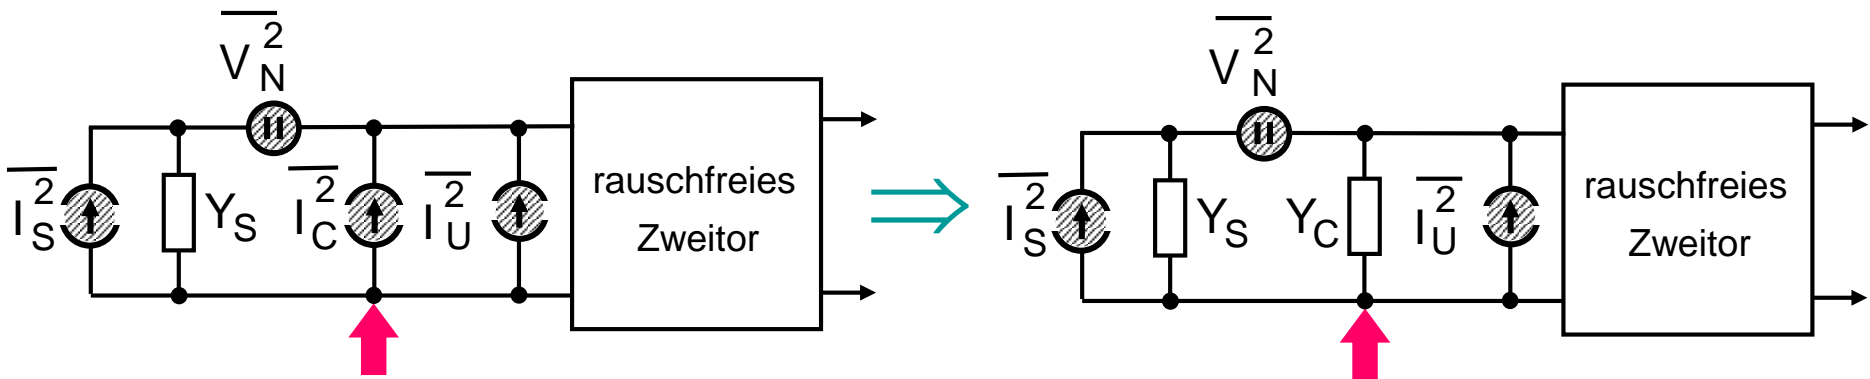 V_N^2
I_S^2
Y_S
I_C^2
I_U^2
rauschfreies
Zweitor
V_N^2
I_S^2
Y_S
Y_C
I_U^2
rauschfreies
Zweitor